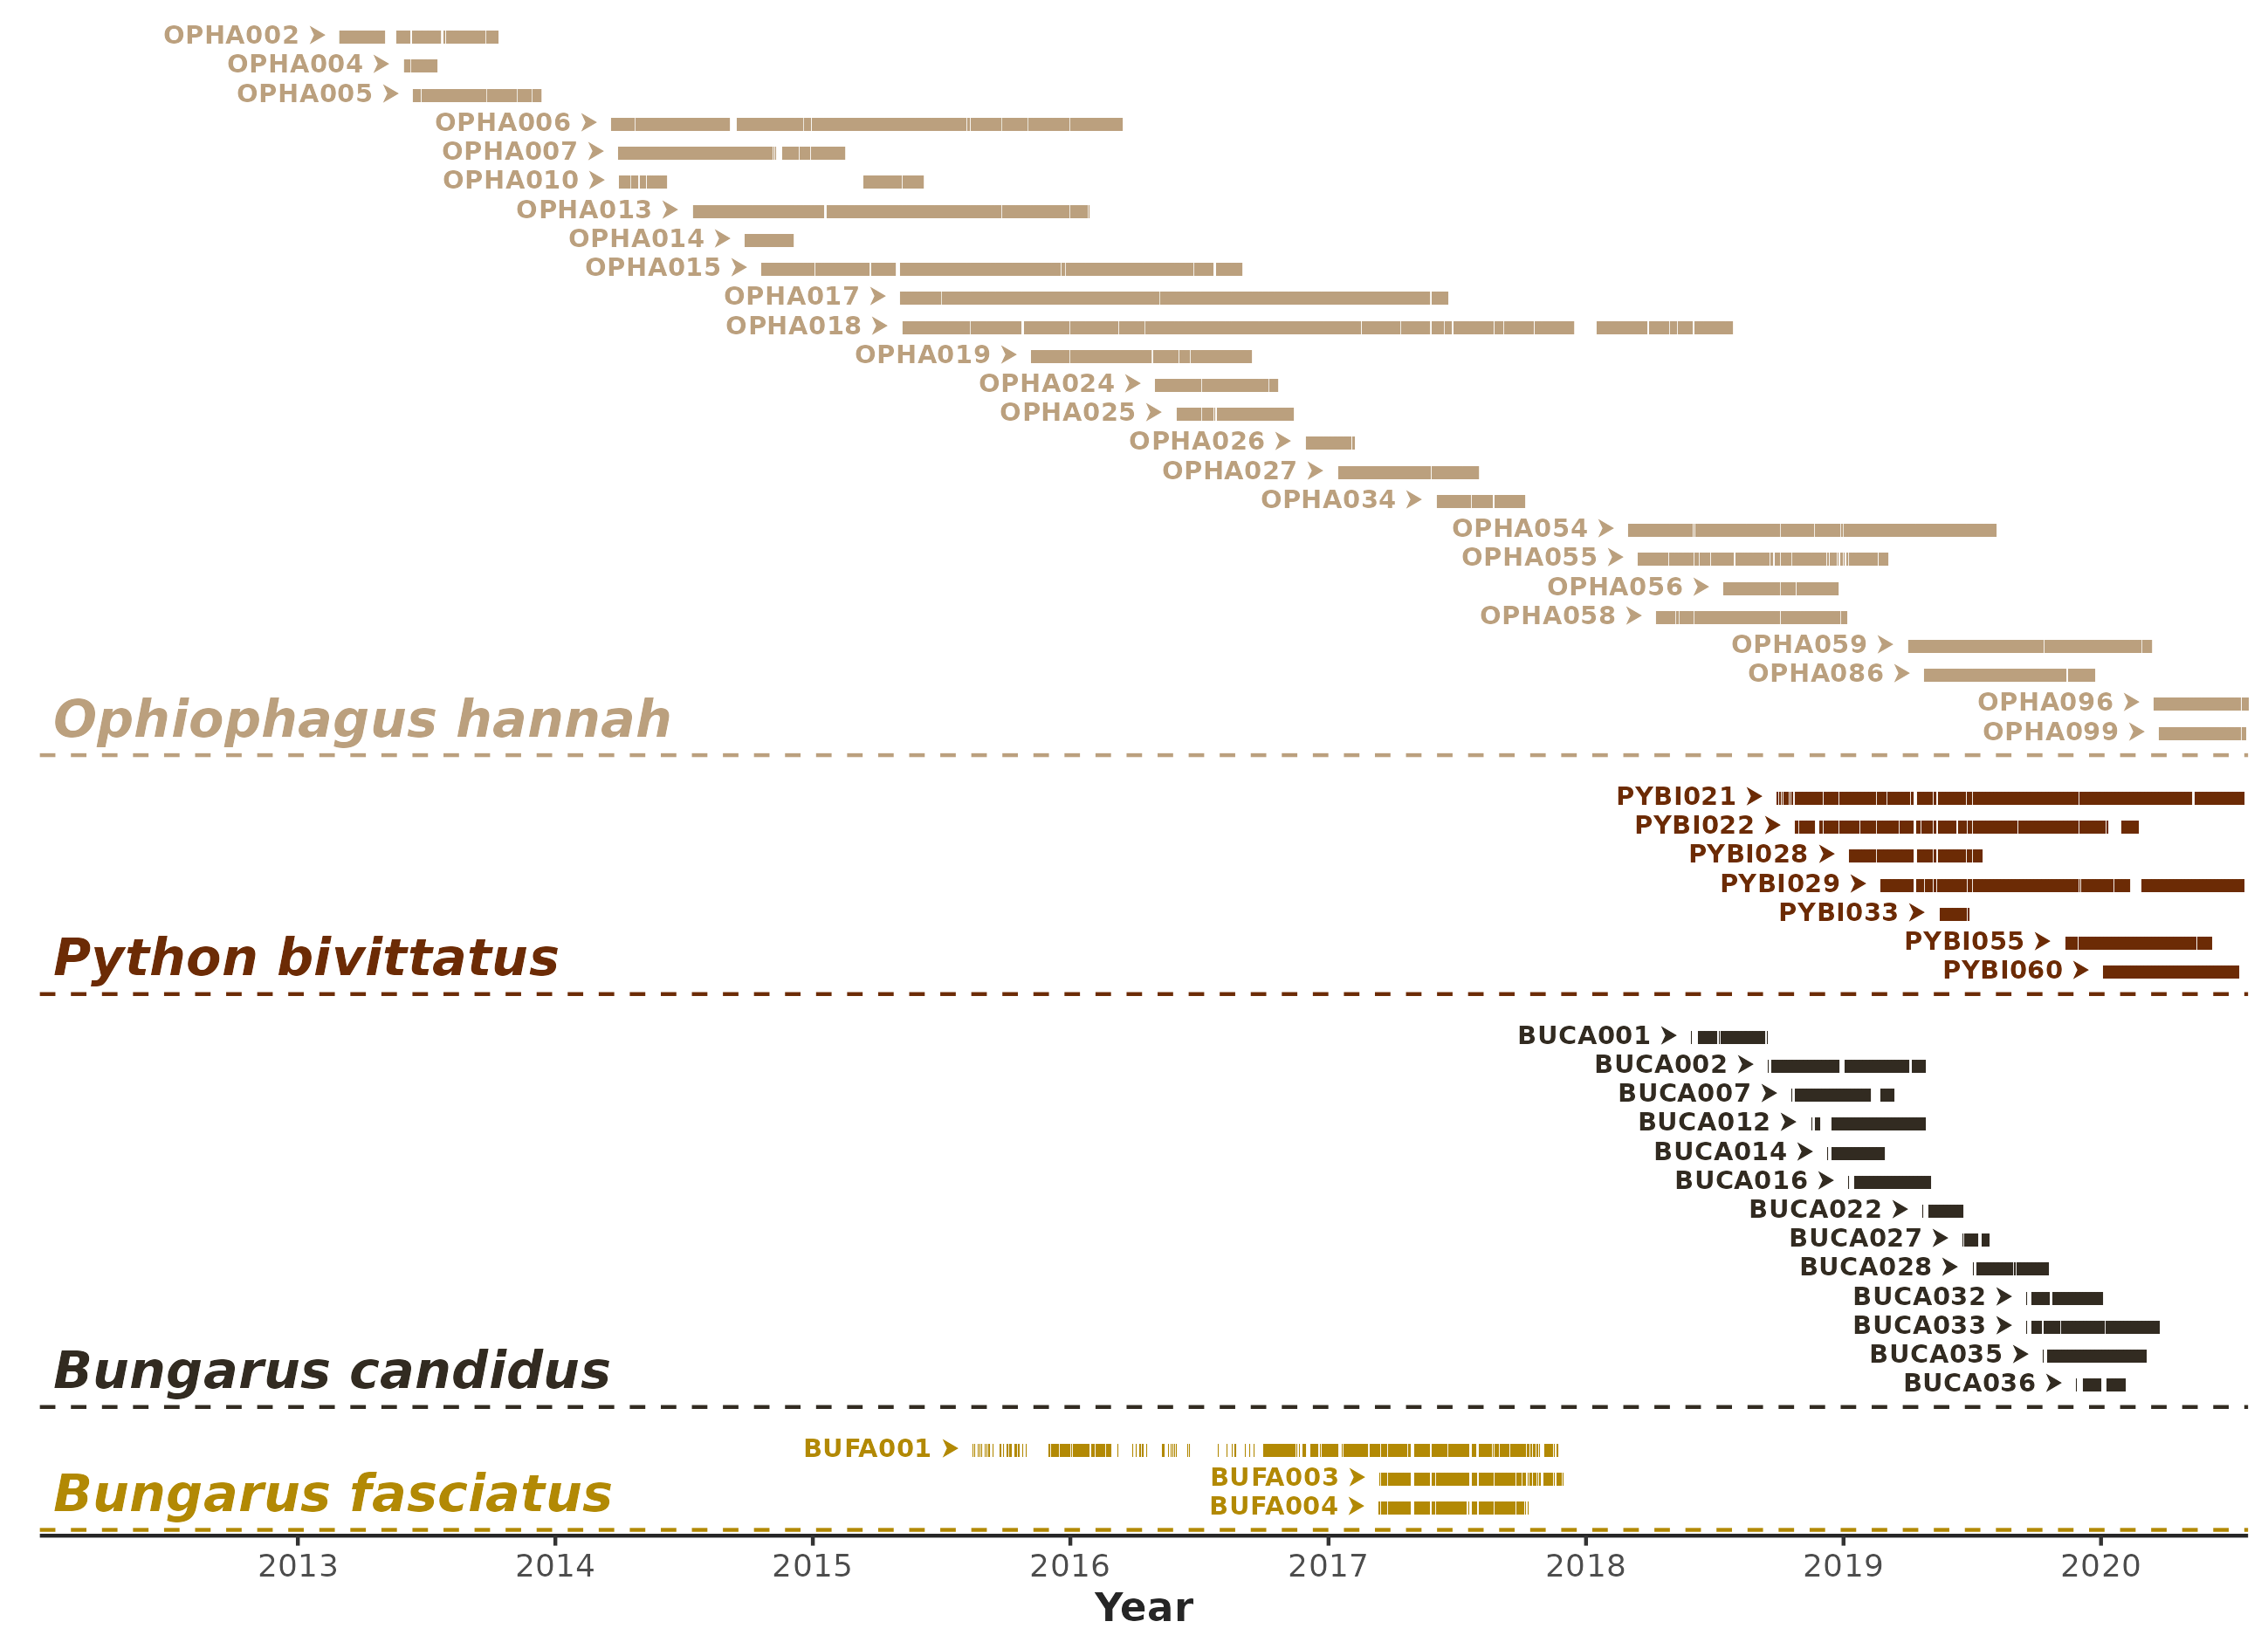 OPHA002 ➤
OPHA004 ➤
OPHA005 ➤
OPHA006 ➤
OPHA007 ➤
OPHA010 ➤
OPHA013 ➤
OPHA014 ➤
OPHA015 ➤
OPHA017 ➤
OPHA018 ➤
OPHA019 ➤
OPHA024 ➤
OPHA025 ➤
OPHA026 ➤
OPHA027 ➤
OPHA034 ➤
OPHA054 ➤
OPHA055 ➤
OPHA056 ➤
OPHA058 ➤
OPHA059 ➤
OPHA086 ➤
OPHA096 ➤
OPHA099 ➤
Ophiophagus hannah
PYBI021 ➤
PYBI022 ➤
PYBI028 ➤
PYBI029 ➤
PYBI033 ➤
PYBI055 ➤
PYBI060 ➤
Python bivittatus
BUCA001 ➤
BUCA002 ➤
BUCA007 ➤
BUCA012 ➤
BUCA014 ➤
BUCA016 ➤
BUCA022 ➤
BUCA027 ➤
BUCA028 ➤
BUCA032 ➤
BUCA033 ➤
BUCA035 ➤
BUCA036 ➤
Bungarus candidus
BUFA001 ➤
BUFA003 ➤
BUFA004 ➤
Bungarus fasciatus
2013 2014 2015 2016 2017 2018 2019 2020
Year